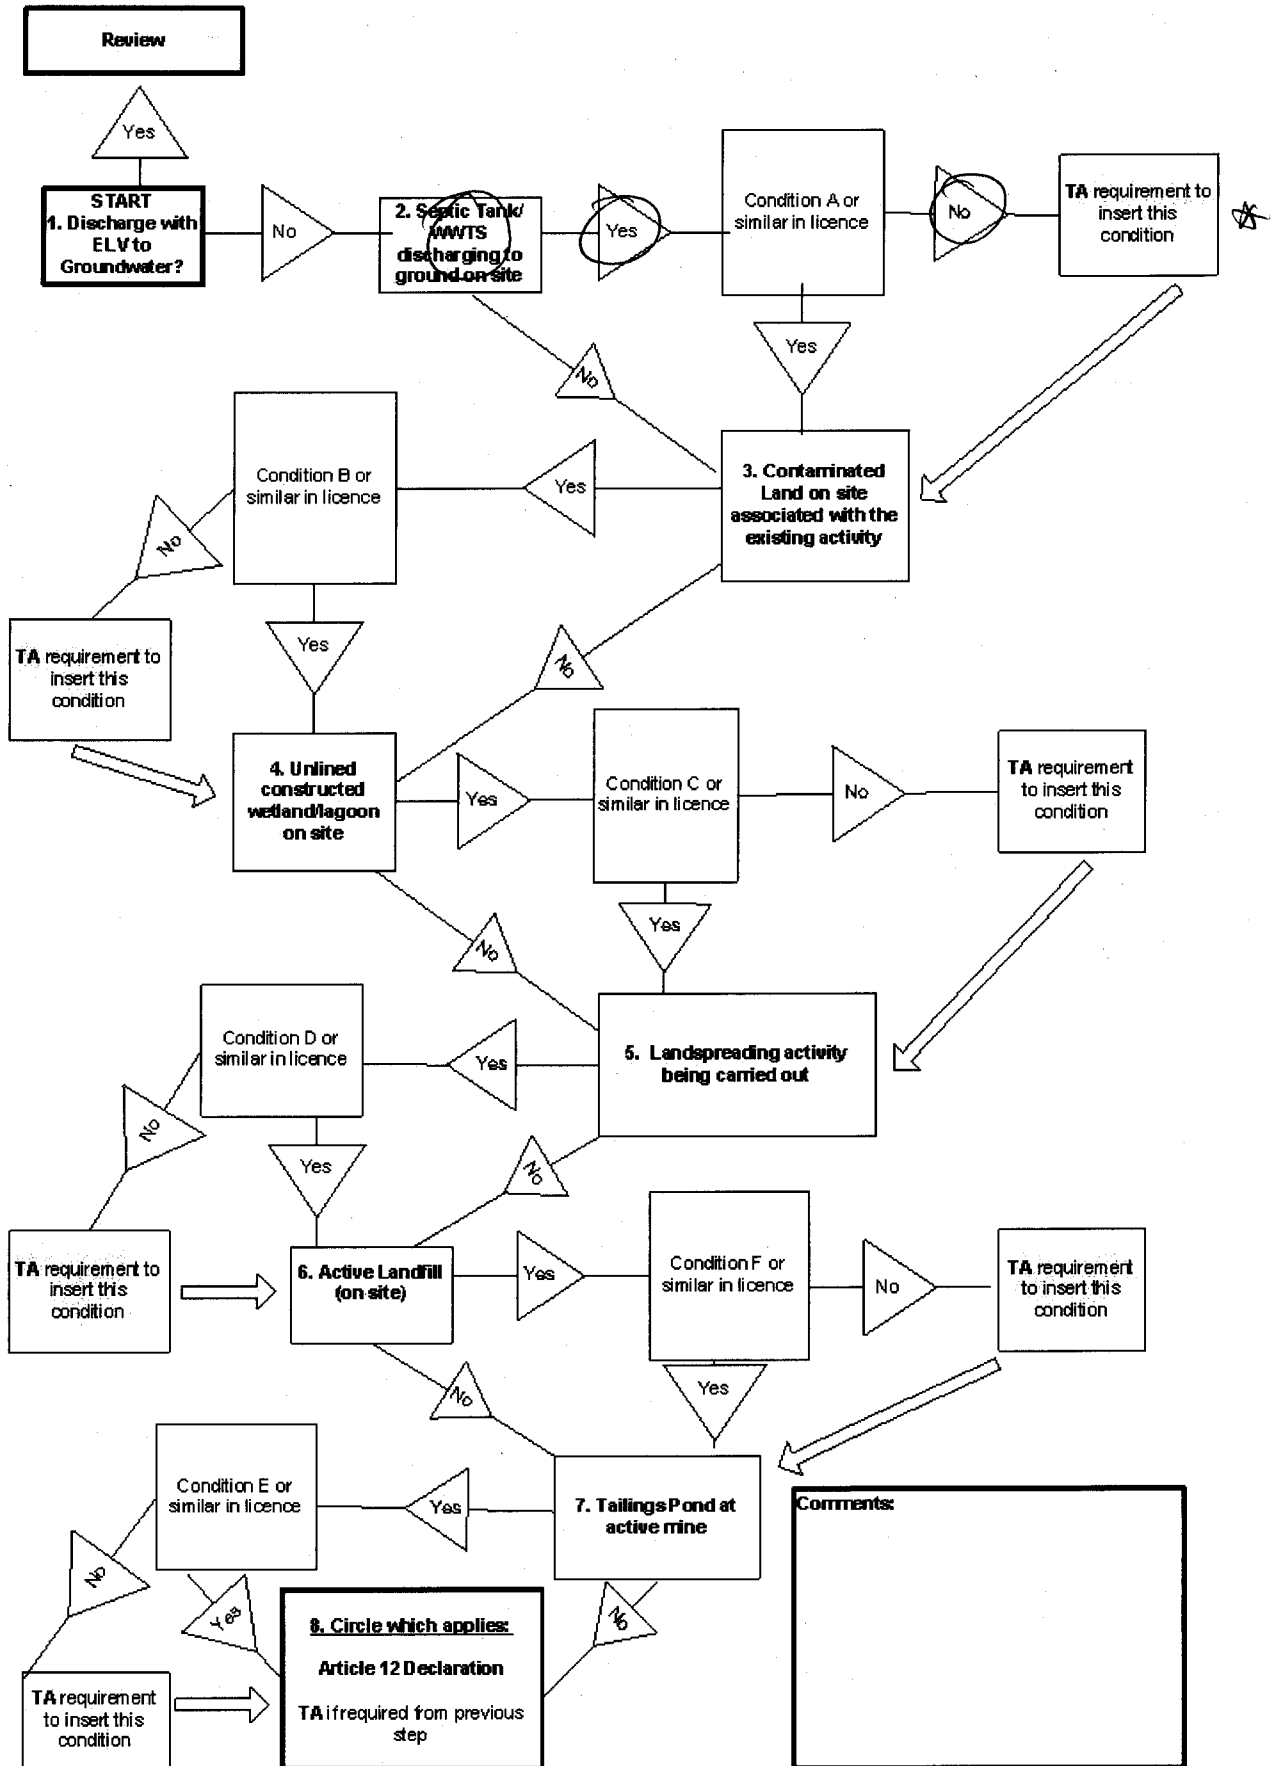 Review
Yes
START
1. Discharge with
ELV to
Groundwater?
No
2. Septic Tank/
WWTS
discharging to
ground on site
Yes
Condition A or
similar in licence
No
TA requirement to
insert this
condition
Yes
No
3. Contaminated
Land on site
associated with the
existing activity
Yes
Condition B or
similar in licence
No
TA requirement to
insert this
condition
Yes
No
4. Unlined
constructed
wetland/lagoon
on site
Yes
Condition C or
similar in licence
No
TA requirement
to insert this
condition
Yes
No
5. Landspreading activity
being carried out
Yes
Condition D or
similar in licence
No
TA requirement to
insert this
condition
Yes
No
6. Active Landfill
(on site)
Yes
Condition F or
similar in licence
No
TA requirement
to insert this
condition
Yes
No
7. Tailings Pond at
active mine
Yes
Condition E or
similar in licence
No
TA requirement
to insert this
condition
Yes
No
8. Circle which applies:
Article 12 Declaration
TA if required from previous
step
Comments: